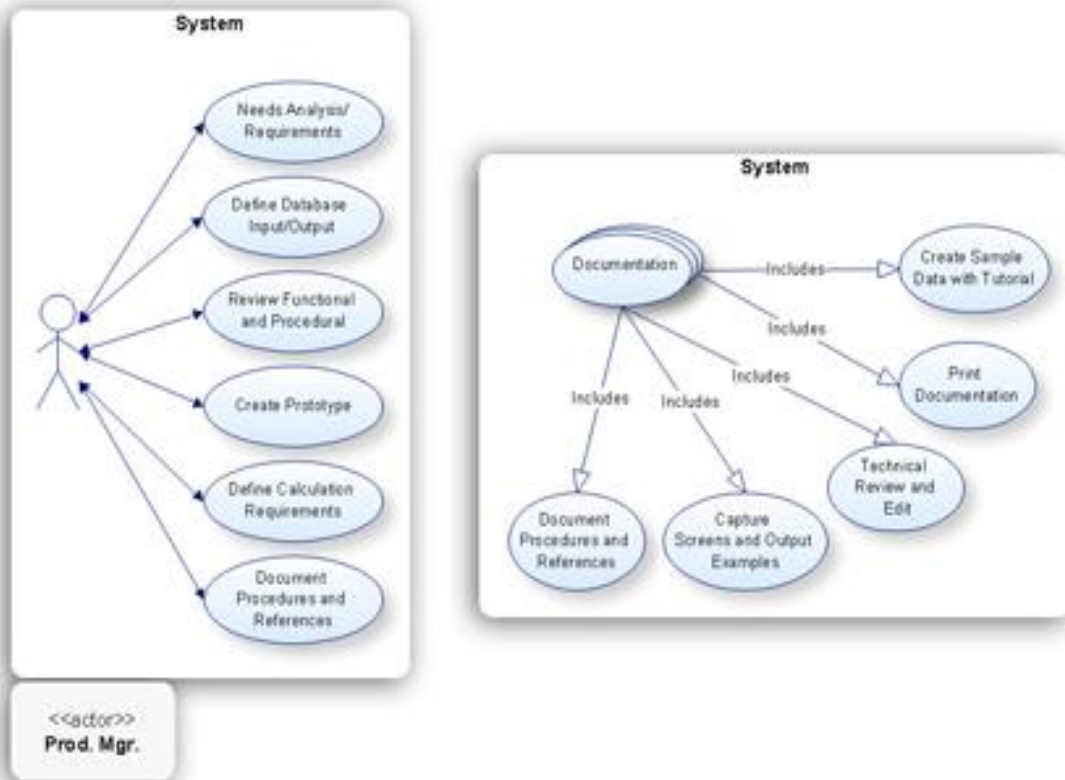 System
Needs Analysis/
Requirements
Define Database
Input/Output
Review Functional
and Procedural
Create Prototype
Define Calculation
Requirements
Document
Procedures and
References
<<actor>>
Prod. Mgr.
System
Documentation
Includes
Create Sample
Data with Tutorial
Includes
Print
Documentation
Includes
Technical
Review and
Edit
Includes
Capture
Screens and Output
Examples
Includes
Document
Procedures and
References